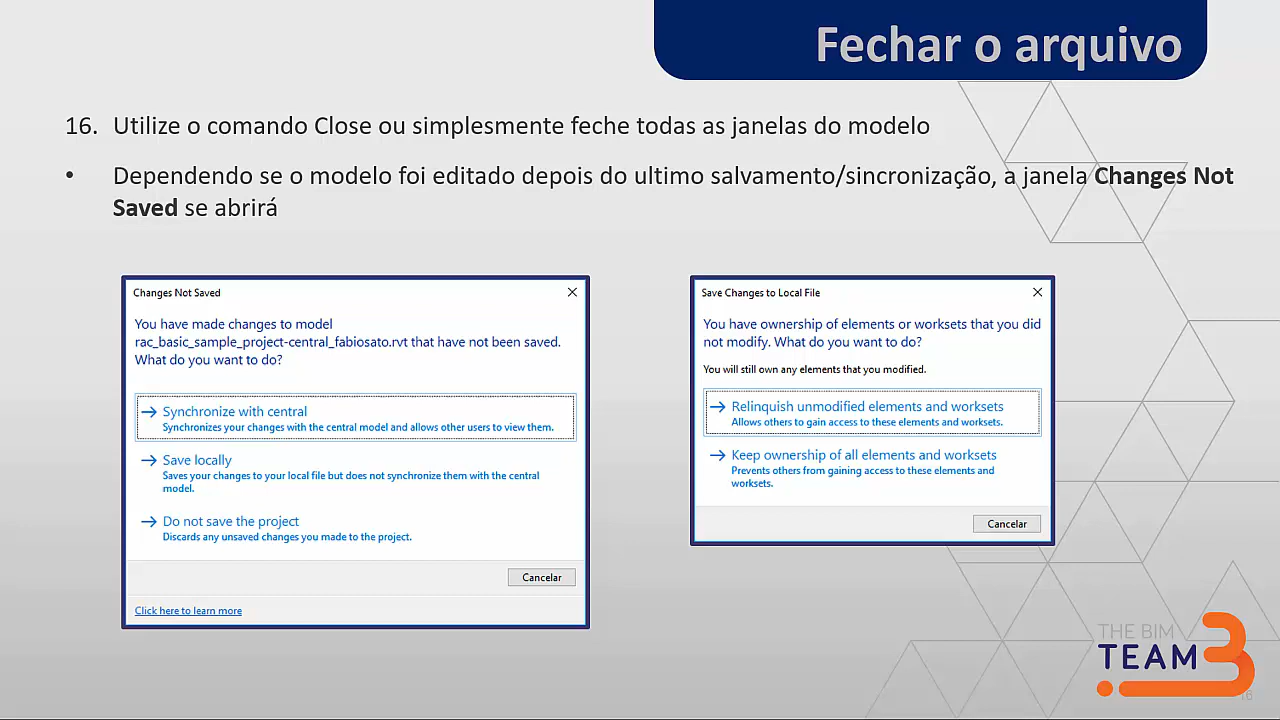 Fechar o arquivo
16. Utilize o comando Close ou simplesmente feche todas as janelas do modelo
• Dependendo se o modelo foi editado depois do ultimo salvamento/sincronização, a janela Changes Not
Saved se abrirá
Changes Not Saved
You have made changes to model
rac_basic_sample_project-central_fabiosato.rvt that have not been saved.
What do you want to do?
Synchronize with central
Synchronizes your changes with the central model and allows other users to view them.
Save locally
Saves your changes to your local file but does not synchronize them with the central
model.
Do not save the project
Discards any unsaved changes you made to the project.
Cancelar
Click here to learn more
Save Changes to Local File
You have ownership of elements or worksets that you did
not modify. What do you want to do?
You will still own any elements that you modified.
Relinquish unmodified elements and worksets
Allows others to gain access to these elements and worksets.
Keep ownership of all elements and worksets
Prevents others from gaining access to these elements and
worksets.
Cancelar
THE BIM
TEAM